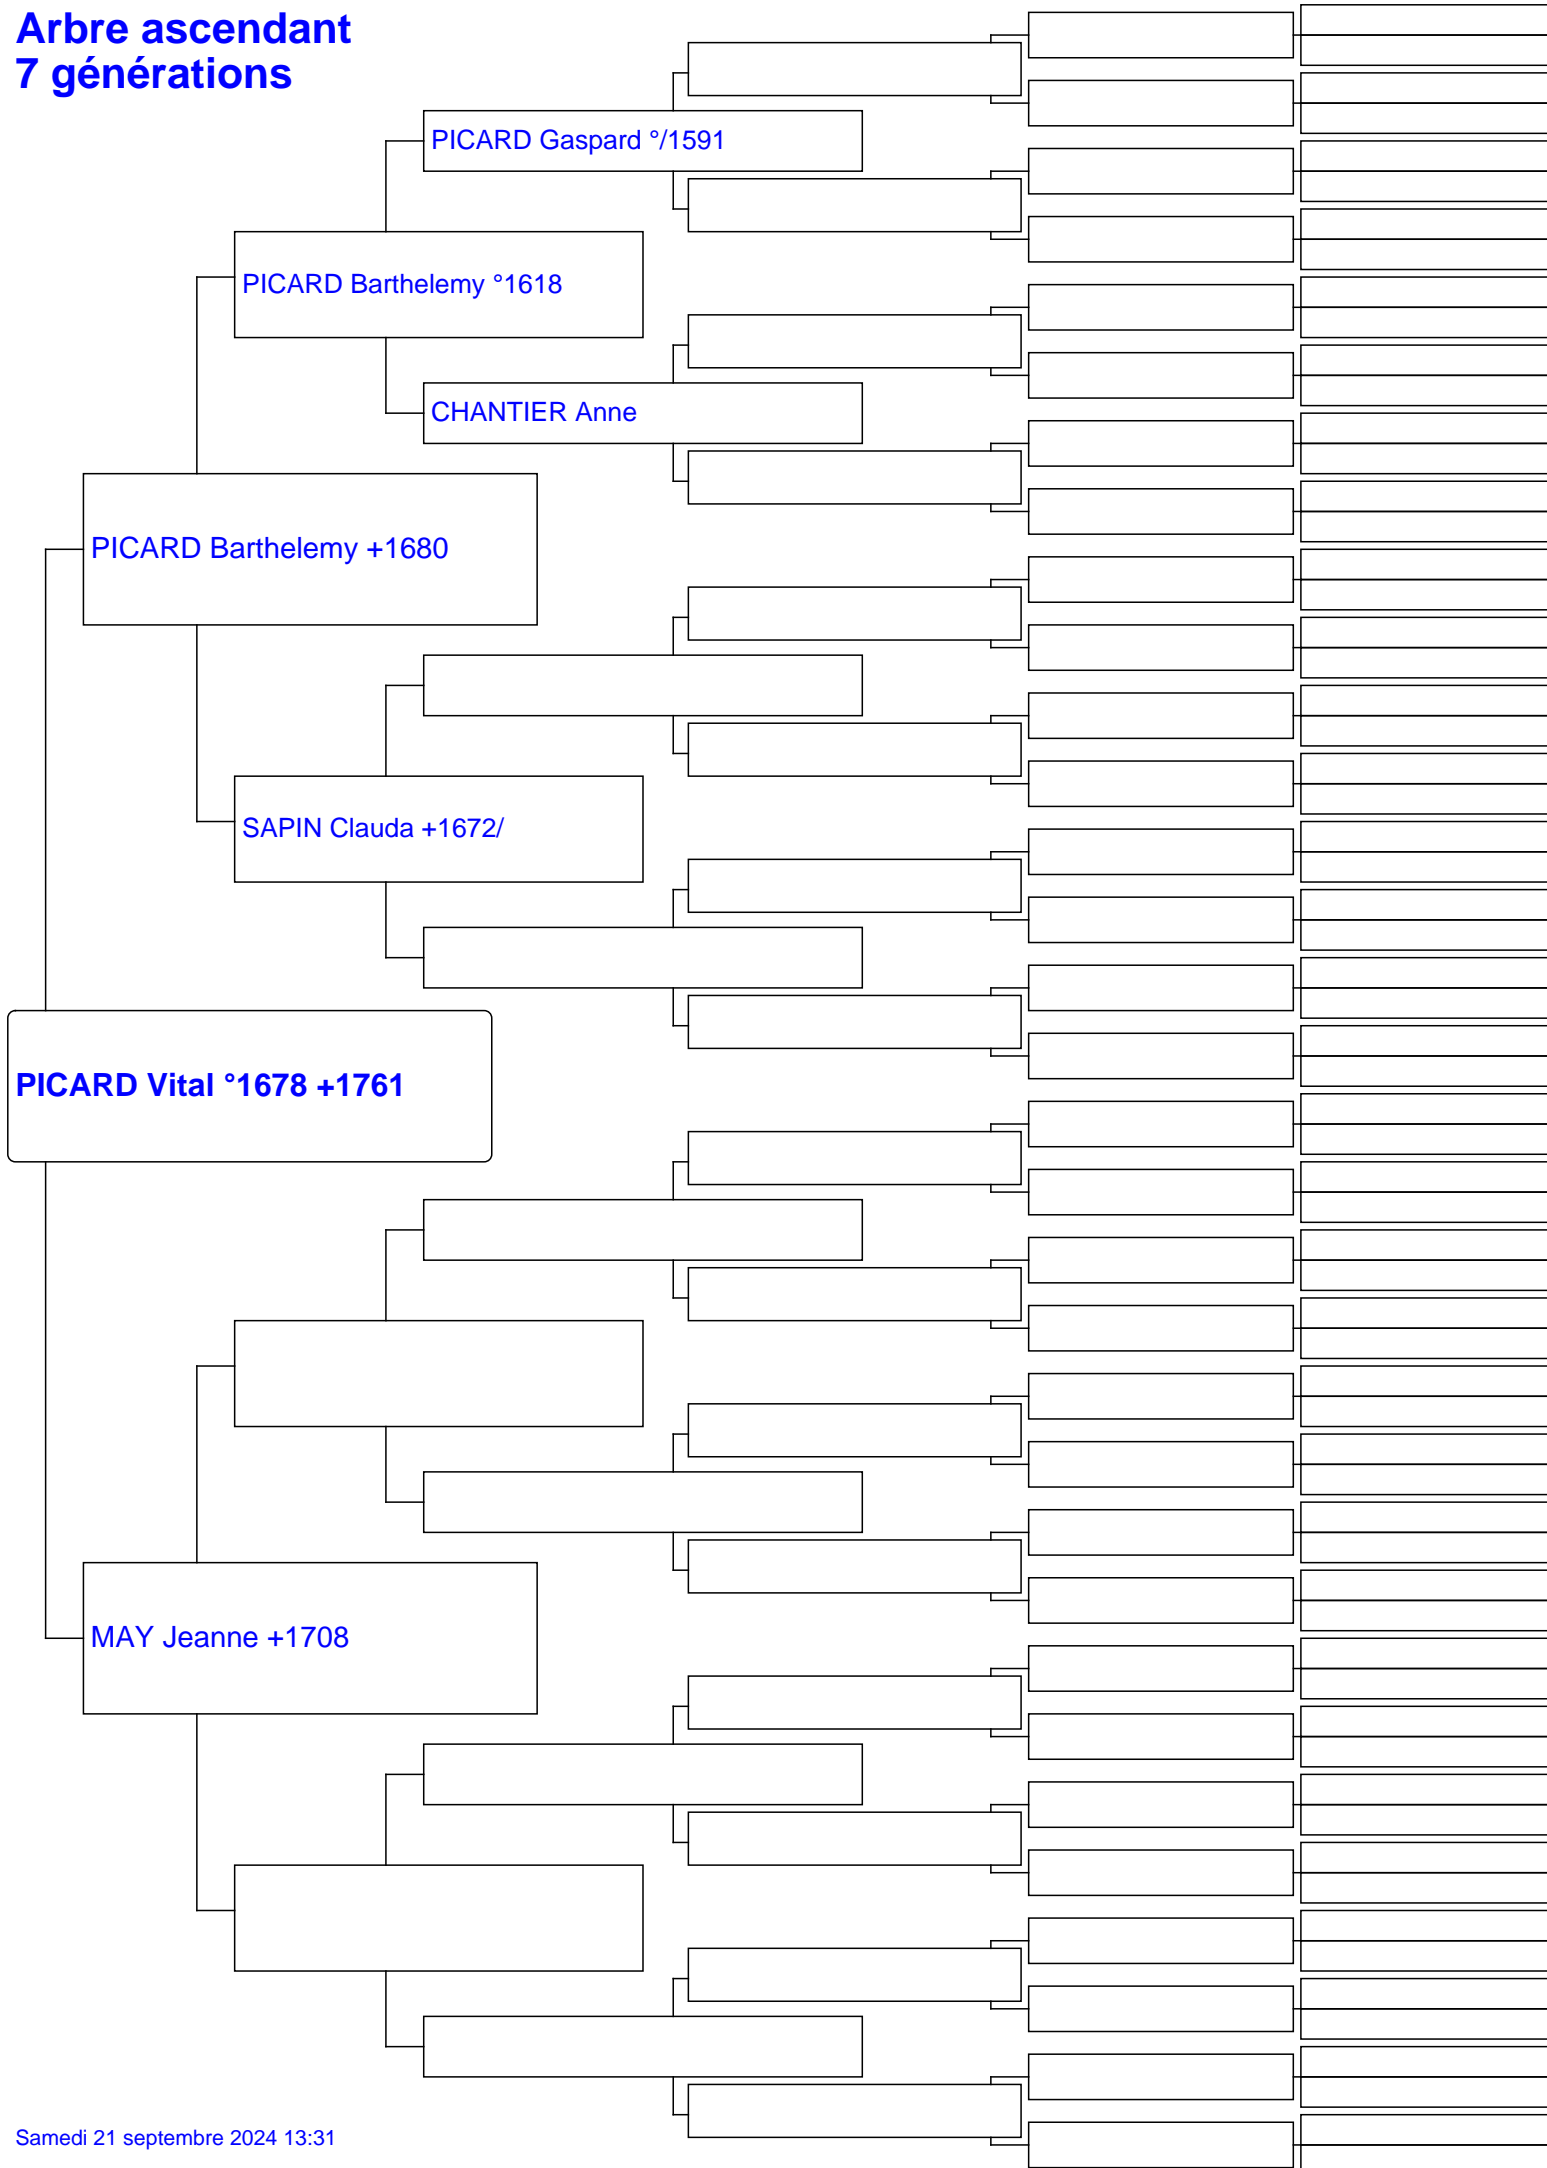 Arbre ascendant
7 générations
PICARD Gaspard °/1591
PICARD Barthelemy °1618
CHANTIER Anne
PICARD Barthelemy +1680
SAPIN Clauda +1672/
PICARD Vital °1678 +1761
MAY Jeanne +1708
Samedi 21 septembre 2024 13:31